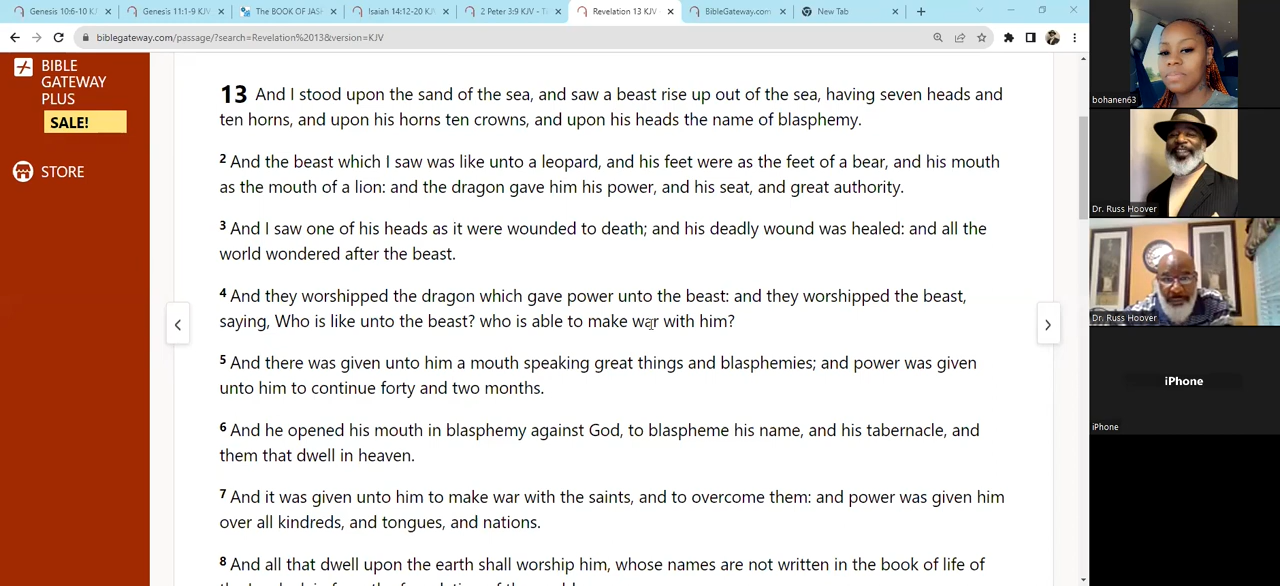 Genesis 10:6-10 KJ
Genesis 11:1-9 KJV
The BOOK OF JAS
Isaiah 14:12-20 KJ
2 Peter 3:9 KJV - T
Revelation 13 KJV
BibleGateway.com
New Tab
biblegateway.com/passage/?search=Revelation%2013&version=KJV
BIBLE
GATEWAY
PLUS
SALE!
STORE
13 And I stood upon the sand of the sea, and saw a beast rise up out of the sea, having seven heads and
ten horns, and upon his horns ten crowns, and upon his heads the name of blasphemy.
2 And the beast which I saw was like unto a leopard, and his feet were as the feet of a bear, and his mouth
as the mouth of a lion: and the dragon gave him his power, and his seat, and great authority.
3 And I saw one of his heads as it were wounded to death; and his deadly wound was healed: and all the
world wondered after the beast.
4 And they worshipped the dragon which gave power unto the beast: and they worshipped the beast,
saying, Who is like unto the beast? who is able to make war with him?
5 And there was given unto him a mouth speaking great things and blasphemies; and power was given
unto him to continue forty and two months.
6 And he opened his mouth in blasphemy against God, to blaspheme his name, and his tabernacle, and
them that dwell in heaven.
7 And it was given unto him to make war with the saints, and to overcome them: and power was given him
over all kindreds, and tongues, and nations.
8 And all that dwell upon the earth shall worship him, whose names are not written in the book of life of
bohanen63
Dr. Russ Hoover
Dr. Russ Hoover
iPhone
iPhone